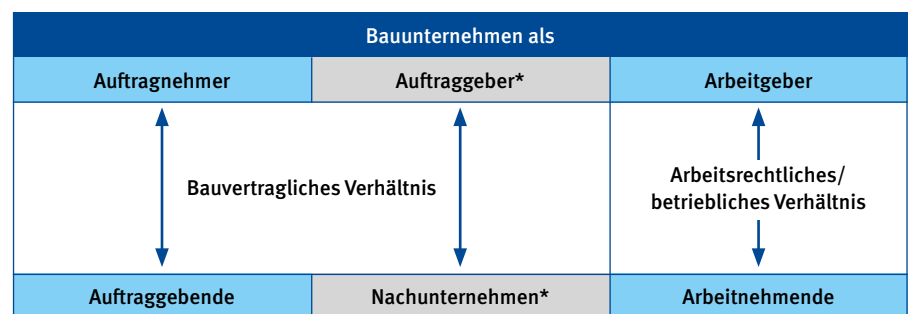 Bauunternehmen als
Auftragnehmer
Auftraggeber*
Arbeitgeber
Bauvertragliches Verhältnis
Arbeitsrechtliches/
betriebliches Verhältnis
Auftraggebende
Nachunternehmen*
Arbeitnehmende